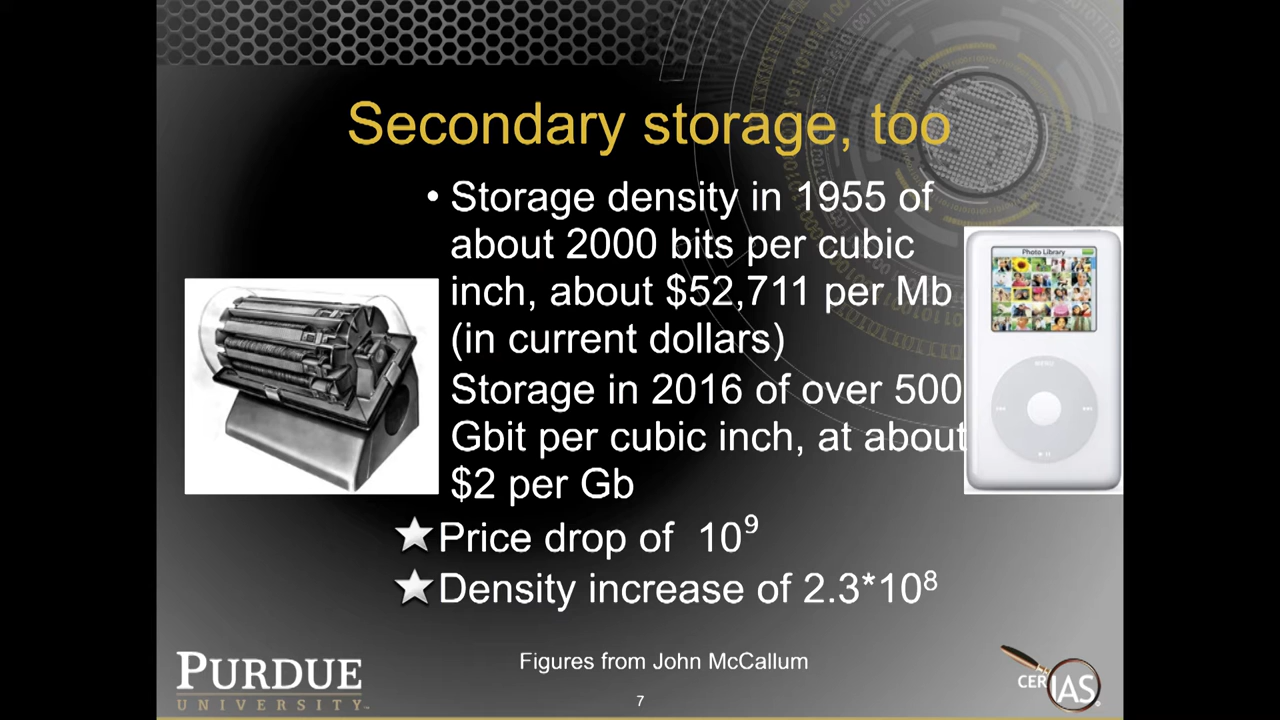 Secondary storage, too
• Storage density in 1955 of
about 2000 bits per cubic
inch, about $52,711 per Mb
(in current dollars)
Storage in 2016 of over 500
Gbit per cubic inch, at about
$2 per Gb
Price drop of 10⁹
Density increase of 2.3*10⁸
Photo Library
MENU
Figures from John McCallum
PURDUE
UNIVERSITY
CERIAS
7